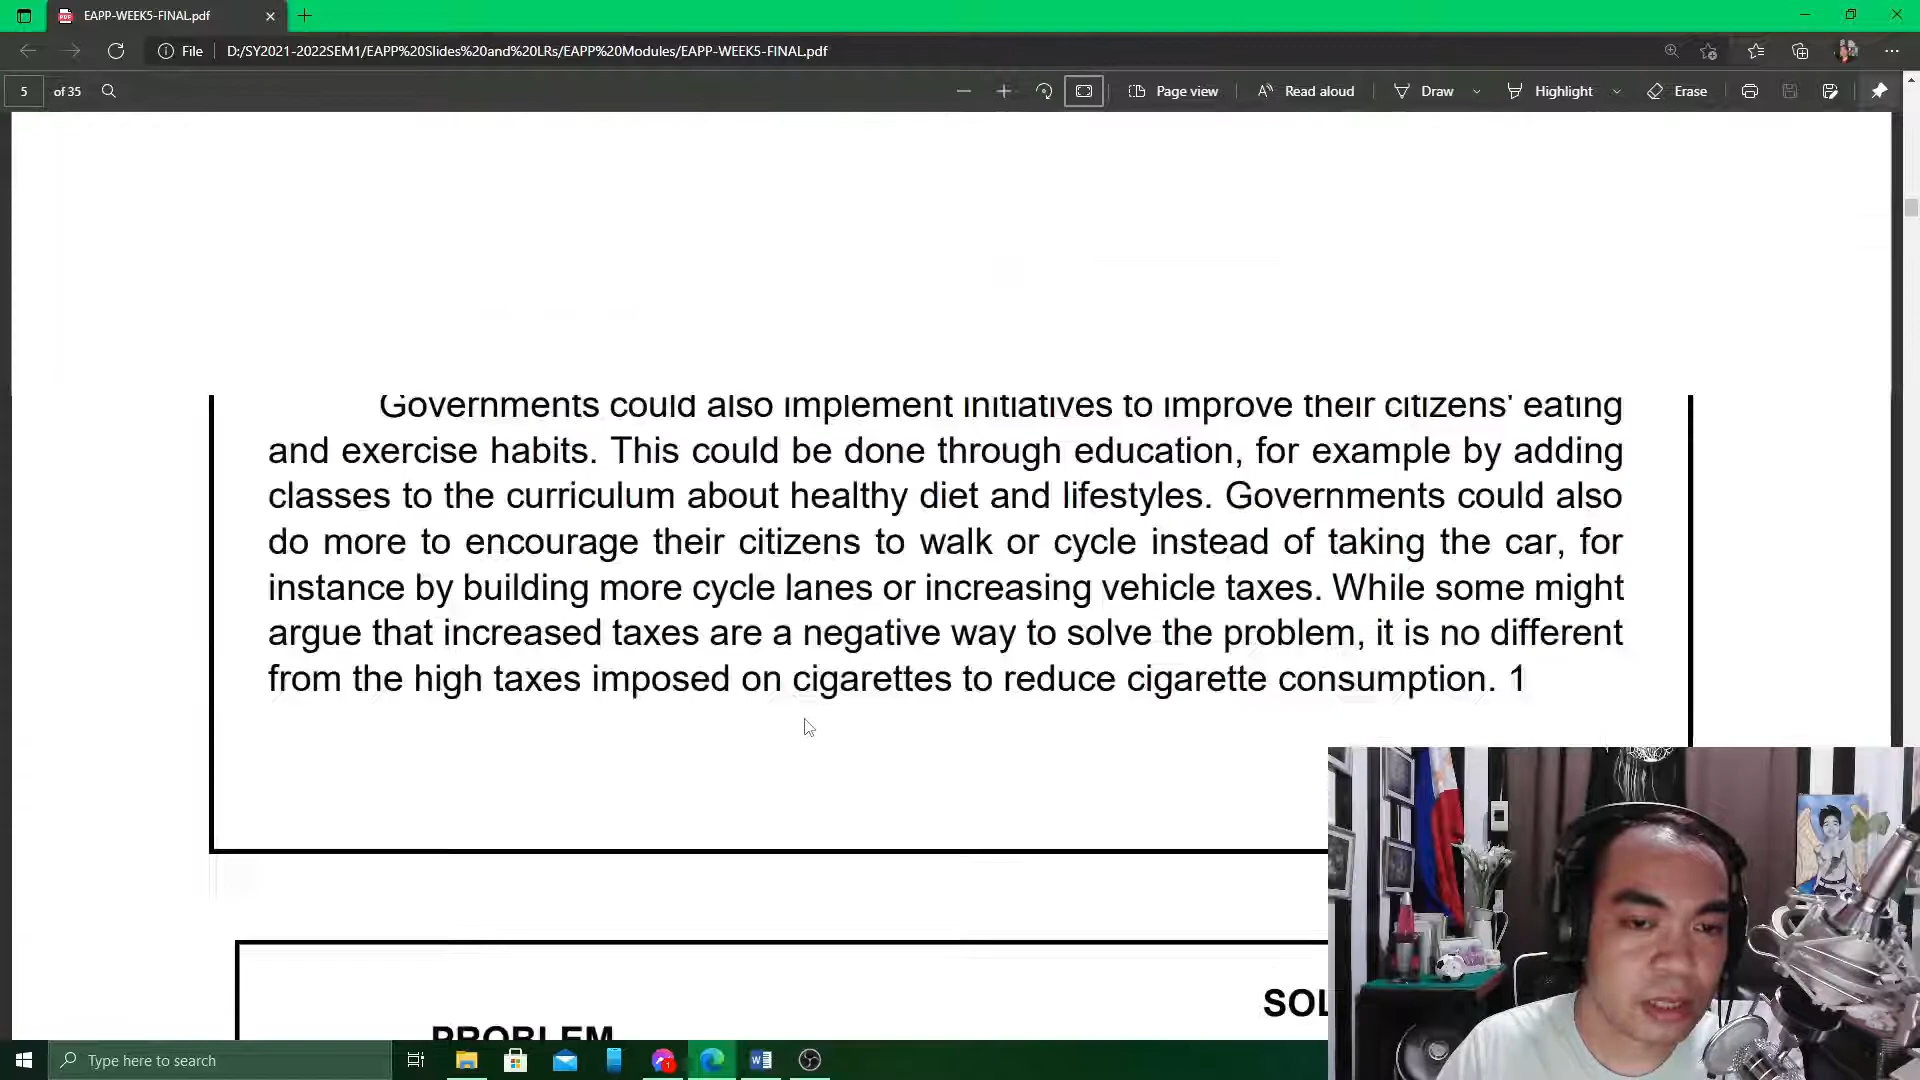 EAPP-WEEK5-FINAL.pdf
File D:/SY2021-2022SEM1/EAPP%20Slides%20and%20LRs/EAPP%20Modules/EAPP-WEEK5-FINAL.pdf
5 of 35 Page view Read aloud Draw Highlight Erase
Governments could also implement initiatives to improve their citizens' eating
and exercise habits. This could be done through education, for example by adding
classes to the curriculum about healthy diet and lifestyles. Governments could also
do more to encourage their citizens to walk or cycle instead of taking the car, for
instance by building more cycle lanes or increasing vehicle taxes. While some might
argue that increased taxes are a negative way to solve the problem, it is no different
from the high taxes imposed on cigarettes to reduce cigarette consumption. 1
SOL
PROBLEM
Type here to search